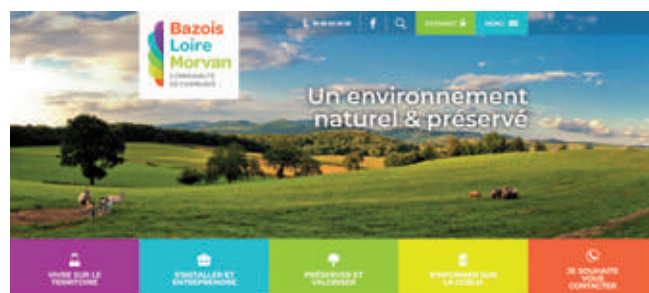 Bazois
Loire
Morvan
COMMUNAUTÉ
DE COMMUNES
EXTRANET
MENU
Un environnement
naturel & préservé
VIVRE SUR LE
TERRITOIRE
S'INSTALLER ET
ENTREPRENDRE
PRÉSERVER ET
VALORISER
S'INFORMER SUR
LA CCBLM
JE SOUHAITE
VOUS
CONTACTER